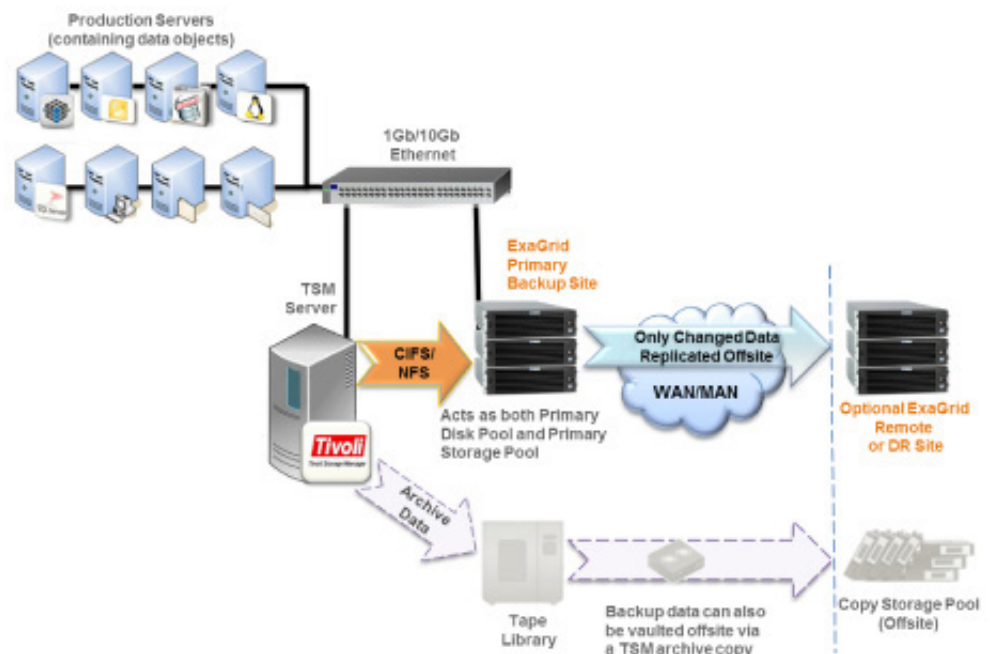 Production Servers
(containing data objects)
1Gb/10Gb
Ethernet
ExaGrid
Primary
Backup Site
TSM
Server
CIFS/
NFS
Only Changed Data
Replicated Offsite
WAN/MAN
Acts as both Primary
Disk Pool and Primary
Storage Pool
Optional ExaGrid
Remote
or DR Site
Tivoli
Tivoli Storage Manager
Archive
Data
Tape
Library
Backup data can also
be vaulted offsite via
a TSM archive copy
Copy Storage Pool
(Offsite)